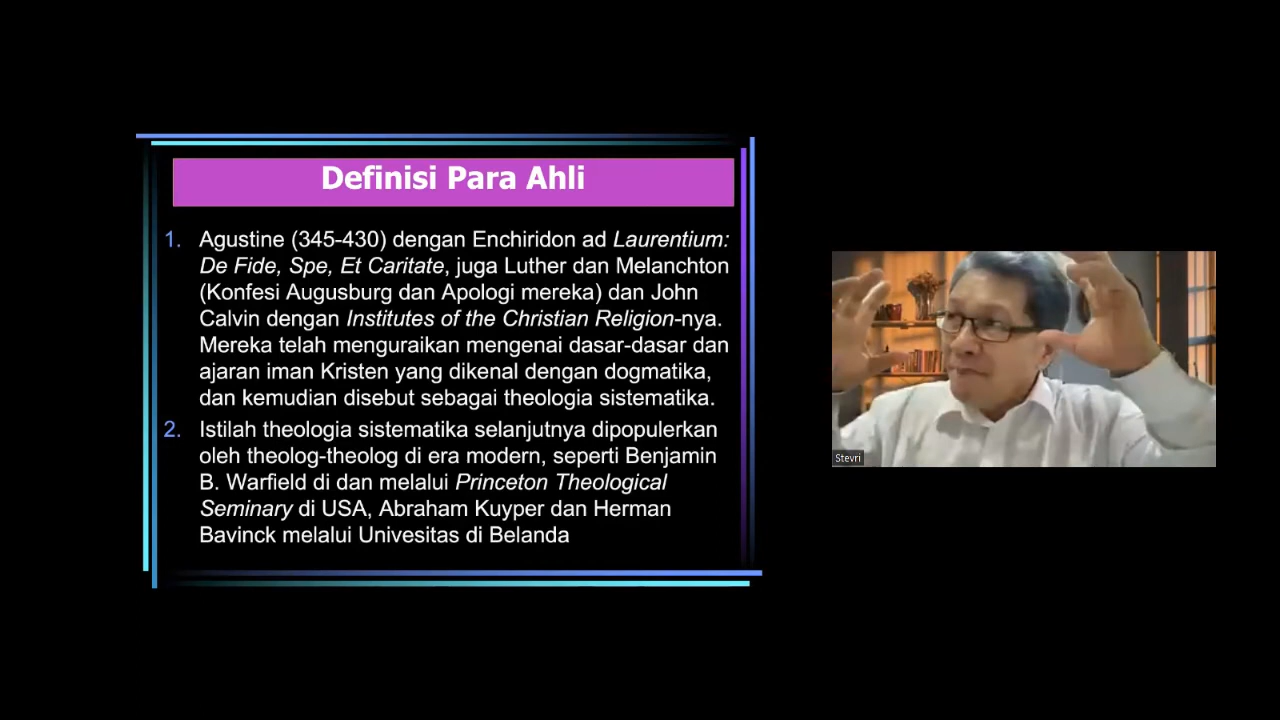 Definisi Para Ahli
1. Agustine (345-430) dengan Enchiridon ad Laurentium:
De Fide, Spe, Et Caritate, juga Luther dan Melanchton
(Konfesi Augusburg dan Apologi mereka) dan John
Calvin dengan Institutes of the Christian Religion-nya.
Mereka telah menguraikan mengenai dasar-dasar dan
ajaran iman Kristen yang dikenal dengan dogmatika,
dan kemudian disebut sebagai theologia sistematika.
2. Istilah theologia sistematika selanjutnya dipopulerkan
oleh theolog-theolog di era modern, seperti Benjamin
B. Warfield di dan melalui Princeton Theological
Seminary di USA, Abraham Kuyper dan Herman
Bavinck melalui Univesitas di Belanda
Stevri